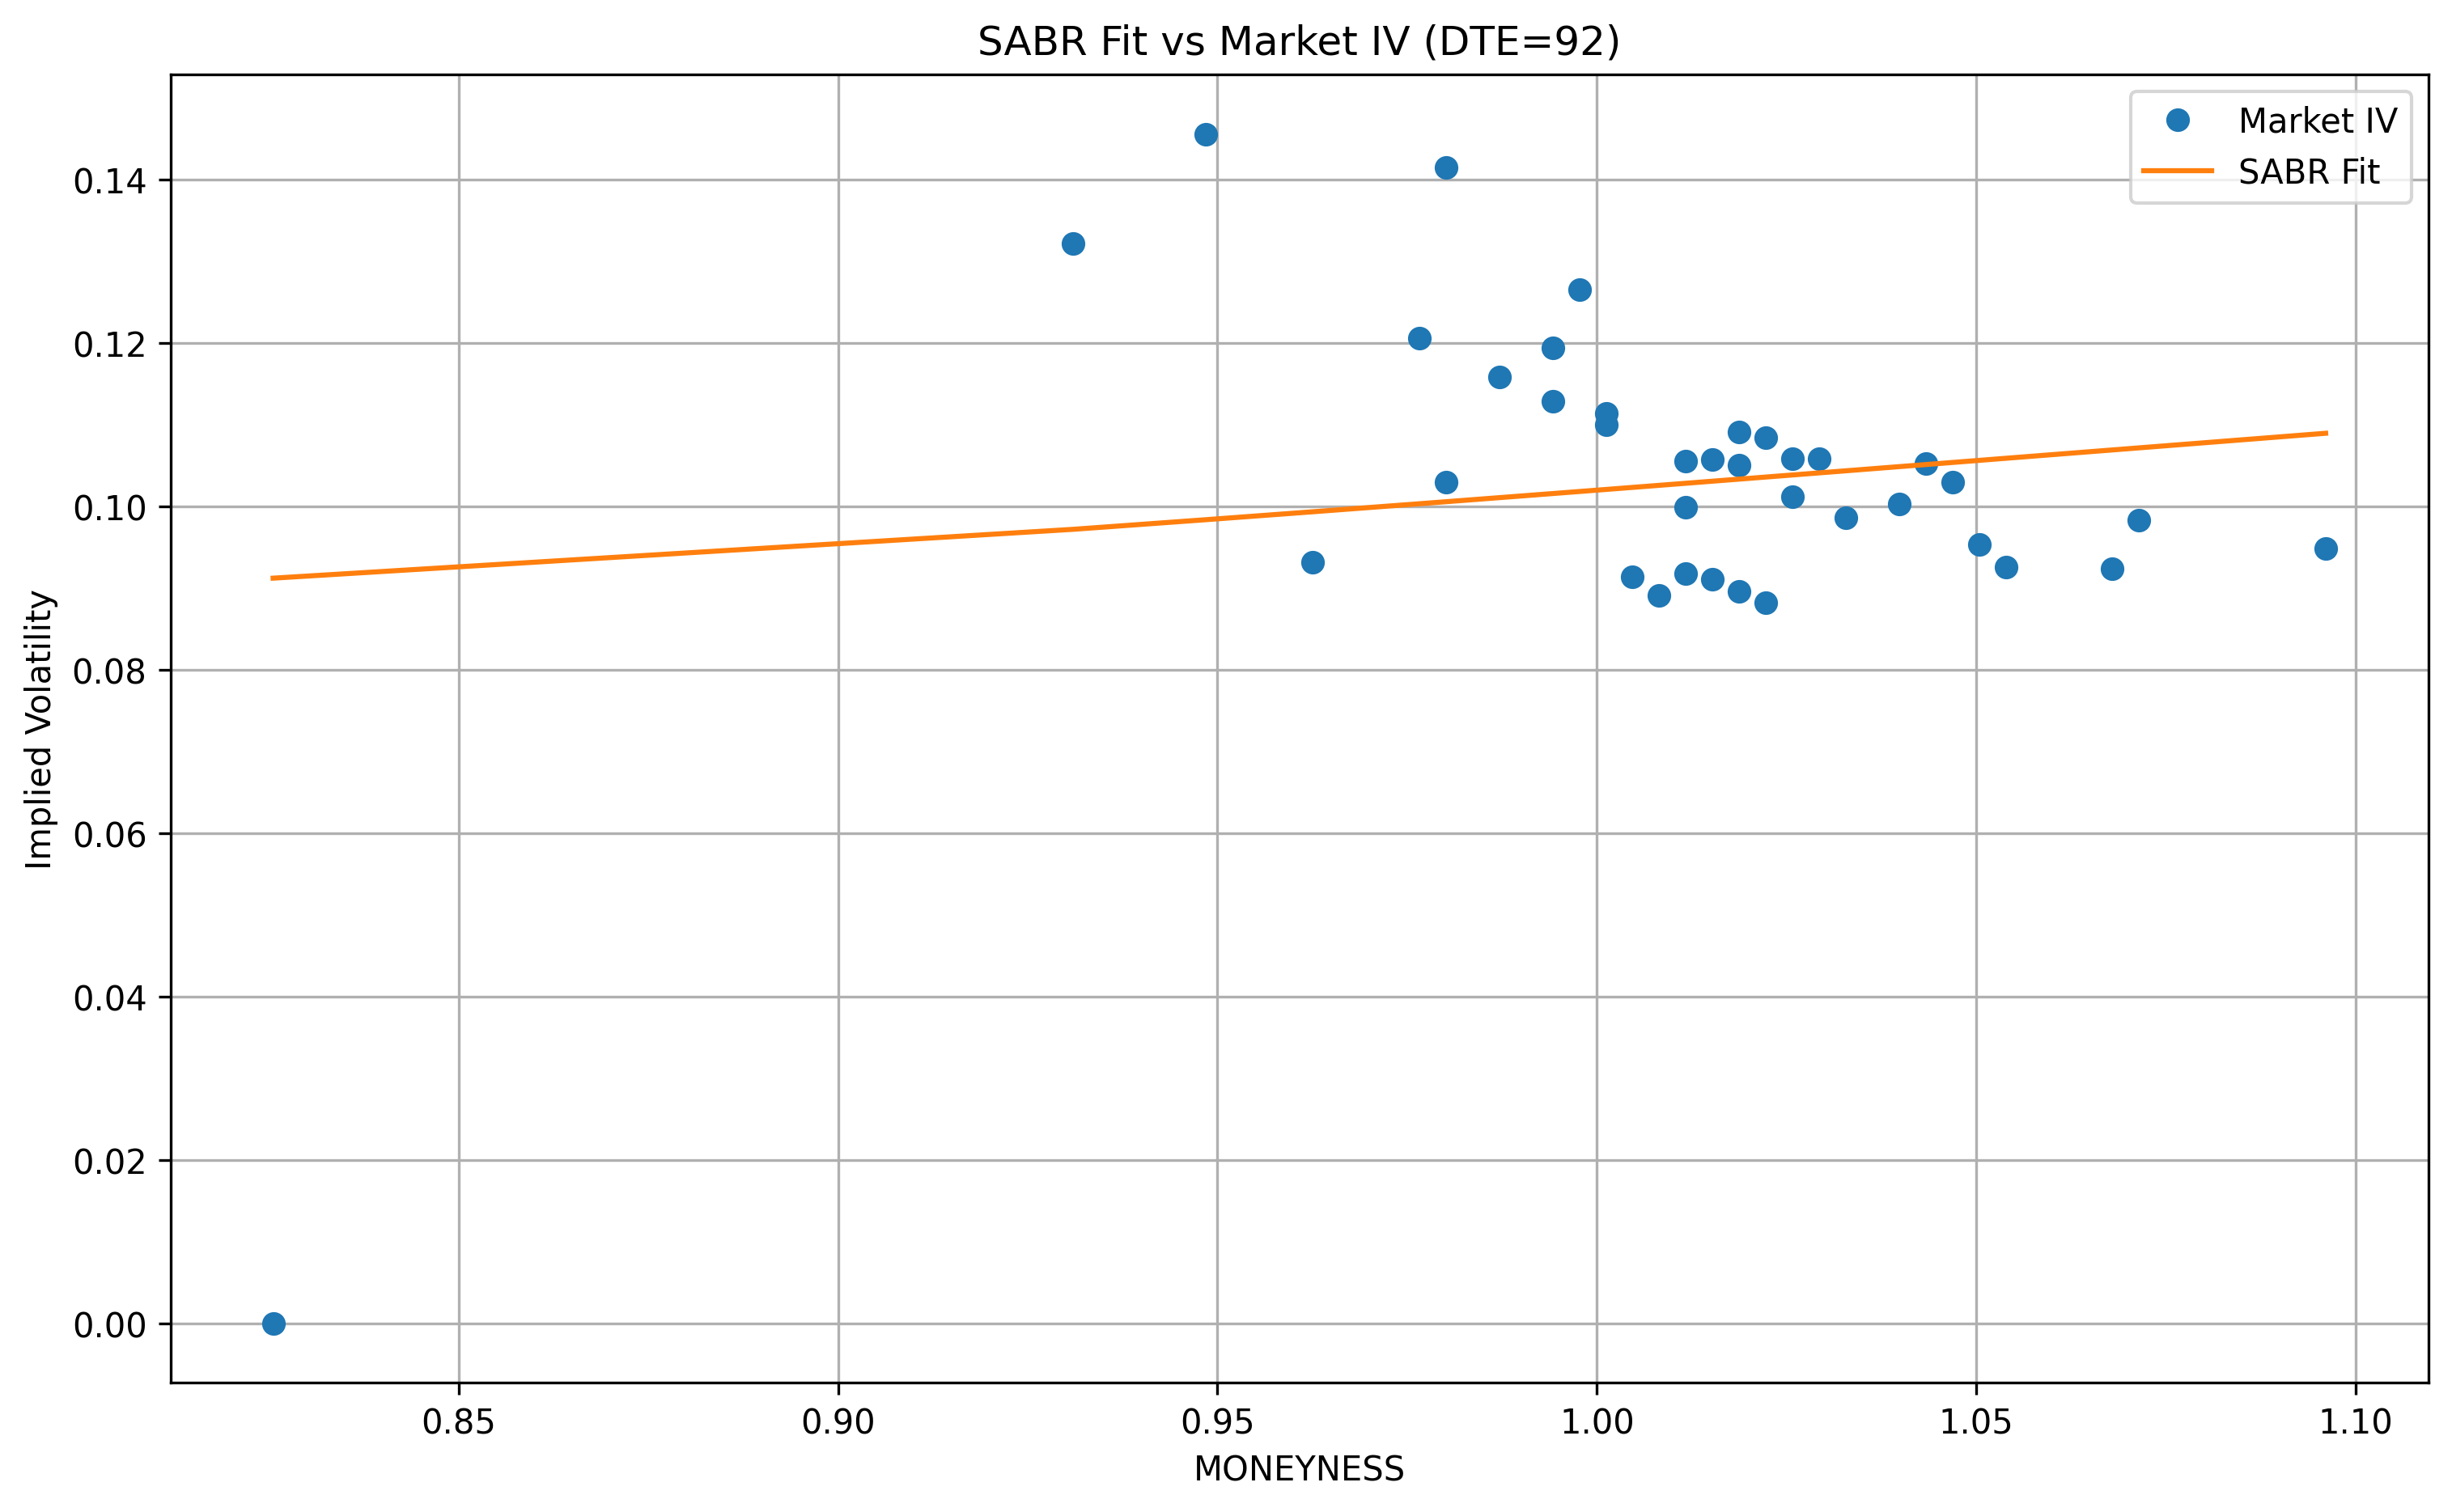 SABR Fit vs Market IV (DTE=92)
Market IV
SABR Fit
Implied Volatility
0.14
0.12
0.10
0.08
0.06
0.04
0.02
0.00
0.85 0.90 0.95 1.00 1.05 1.10
MONEYNESS